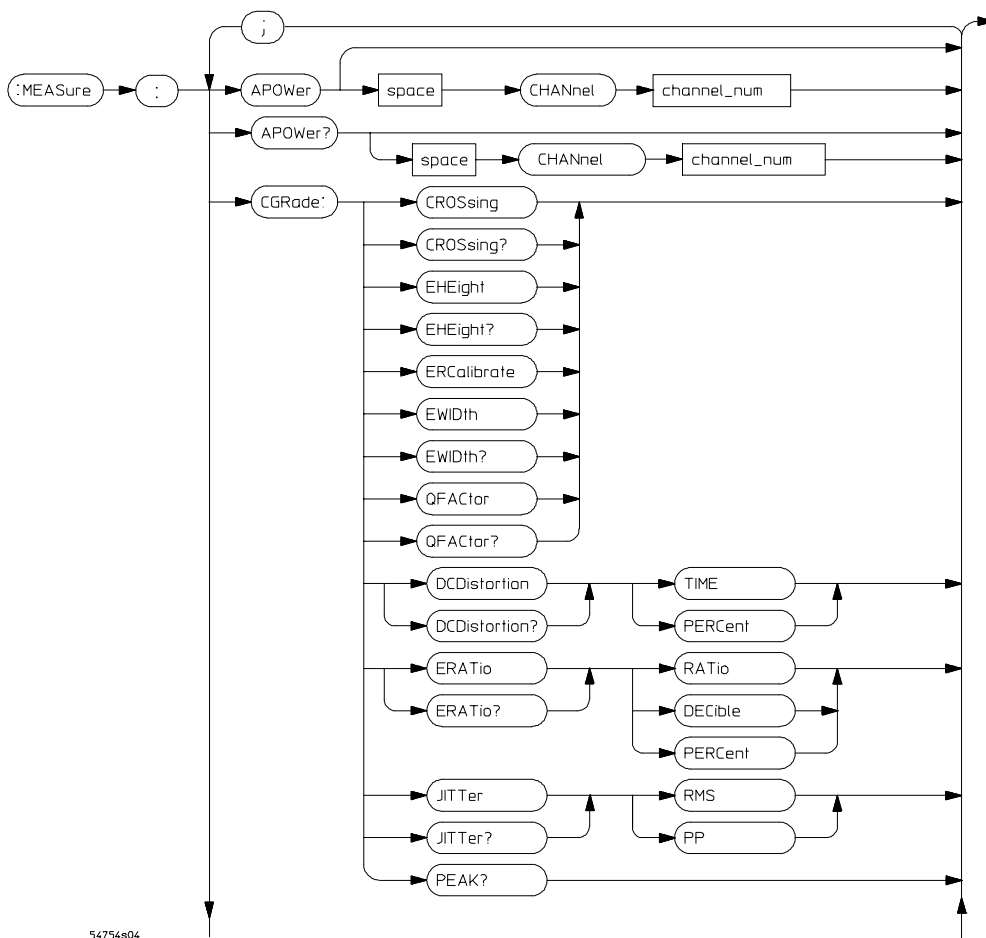 ;
:MEASure : APOWer space CHANnel channel_num
APOWer?
space CHANnel channel_num
CGRade: CROSsing
CROSsing?
EHEight
EHEight?
ERCalibrate
EWIDth
EWIDth?
QFACtor
QFACtor?
DCDistortion TIME
DCDistortion? PERCent
ERATio RATio
ERATio? DECible
PERCent
JITTer RMS
JITTer? PP
PEAK?
54754s04